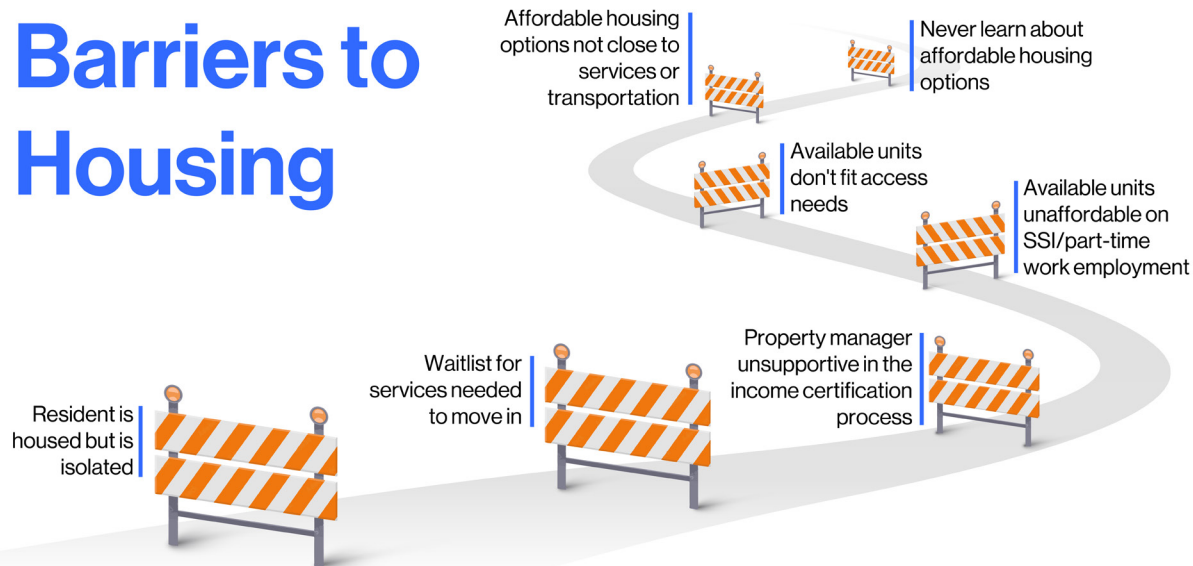 Barriers to
Housing
Affordable housing
options not close to
services or
transportation
Never learn about
affordable housing
options
Available units
don't fit access
needs
Available units
unaffordable on
SSI/part-time
work employment
Property manager
unsupportive in the
income certification
process
Waitlist for
services needed
to move in
Resident is
housed but is
isolated